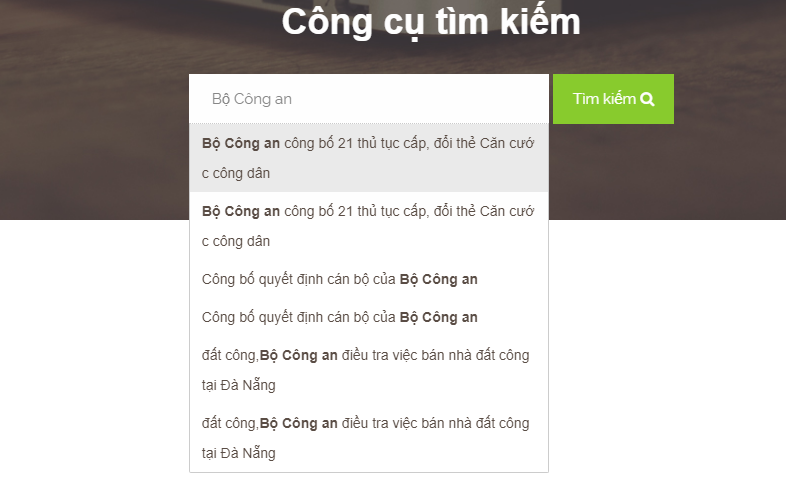 Công cụ tìm kiếm
Bộ Công an
Tìm kiếm
Bộ Công an công bố 21 thủ tục cấp, đổi thẻ Căn cướ
c công dân
Bộ Công an công bố 21 thủ tục cấp, đổi thẻ Căn cướ
c công dân
Công bố quyết định cán bộ của Bộ Công an
Công bố quyết định cán bộ của Bộ Công an
đất công,Bộ Công an điều tra việc bán nhà đất công
tại Đà Nẵng
đất công,Bộ Công an điều tra việc bán nhà đất công
tại Đà Nẵng